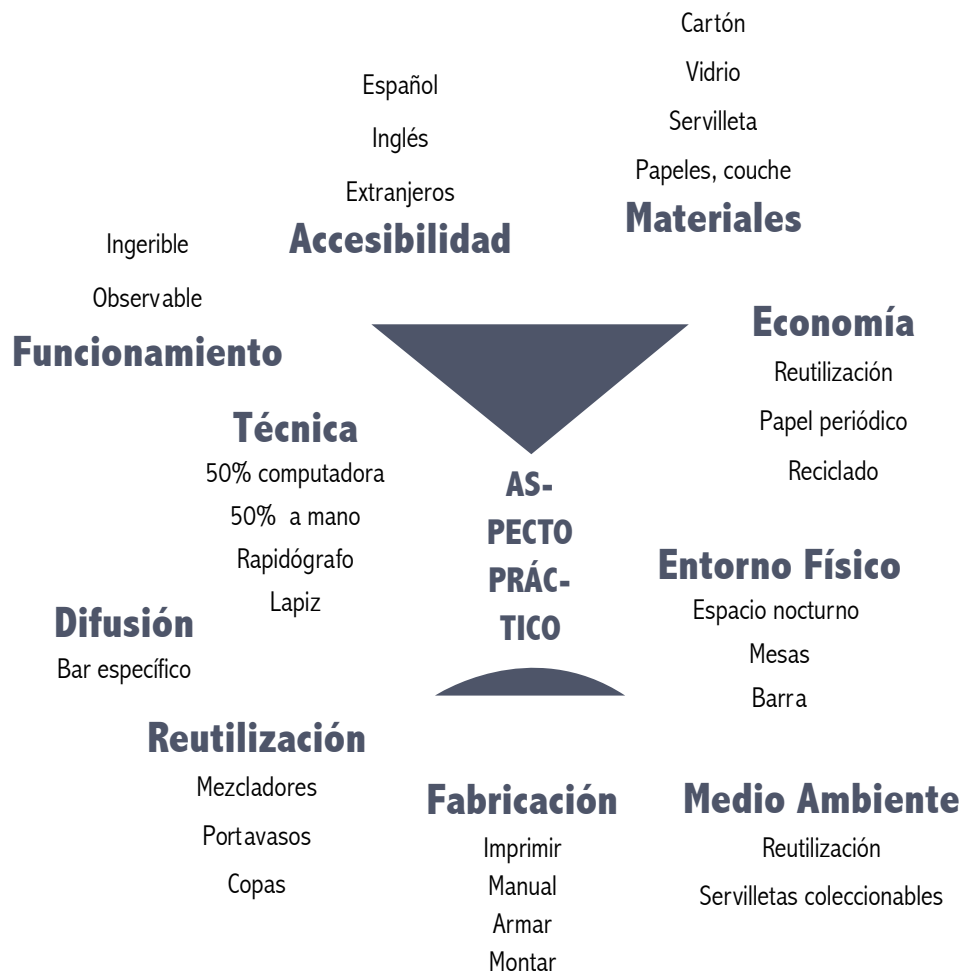 Cartón
Vidrio
Servilleta
Papeles, couche
Materiales
Español
Inglés
Extranjeros
Accesibilidad
Ingerible
Observable
Funcionamiento
Economía
Reutilización
Papel periódico
Reciclado
Técnica
50% computadora
50% a mano
Rapidógrafo
Lapiz
AS-
PECTO
PRÁC-
TICO
Entorno Físico
Espacio nocturno
Mesas
Barra
Difusión
Bar específico
Reutilización
Mezcladores
Portavasos
Copas
Fabricación
Imprimir
Manual
Armar
Montar
Medio Ambiente
Reutilización
Servilletas coleccionables